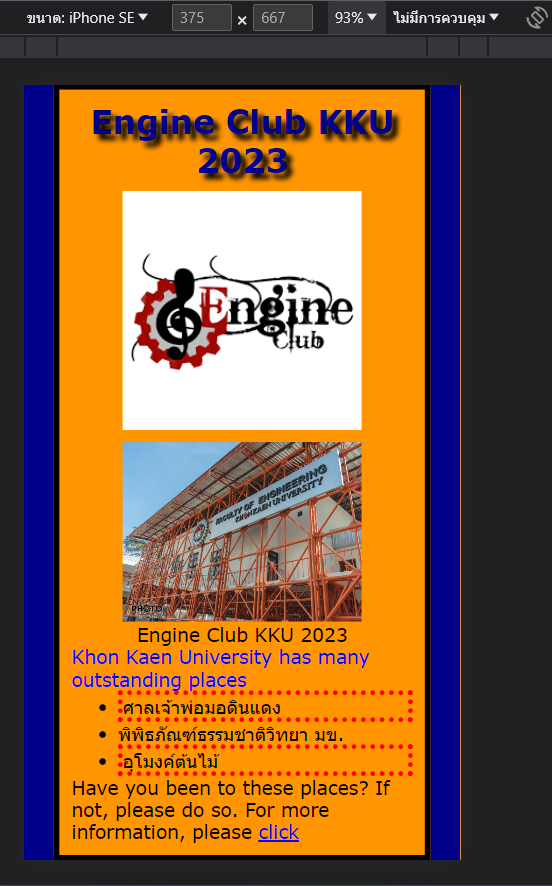 ขนาด: iPhone SE 375 × 667 93% ไม่มีการควบคุม
Engine Club KKU
2023
Engine
Club
FACULTY OF ENGINEERING
KHON KAEN UNIVERSITY
PHOTO
Engine Club KKU 2023
Khon Kaen University has many
outstanding places
ศาลเจ้าพ่อมอดินแดง
พิพิธภัณฑ์ธรรมชาติวิทยา มข.
อุโมงค์ต้นไม้
Have you been to these places? If
not, please do so. For more
information, please click